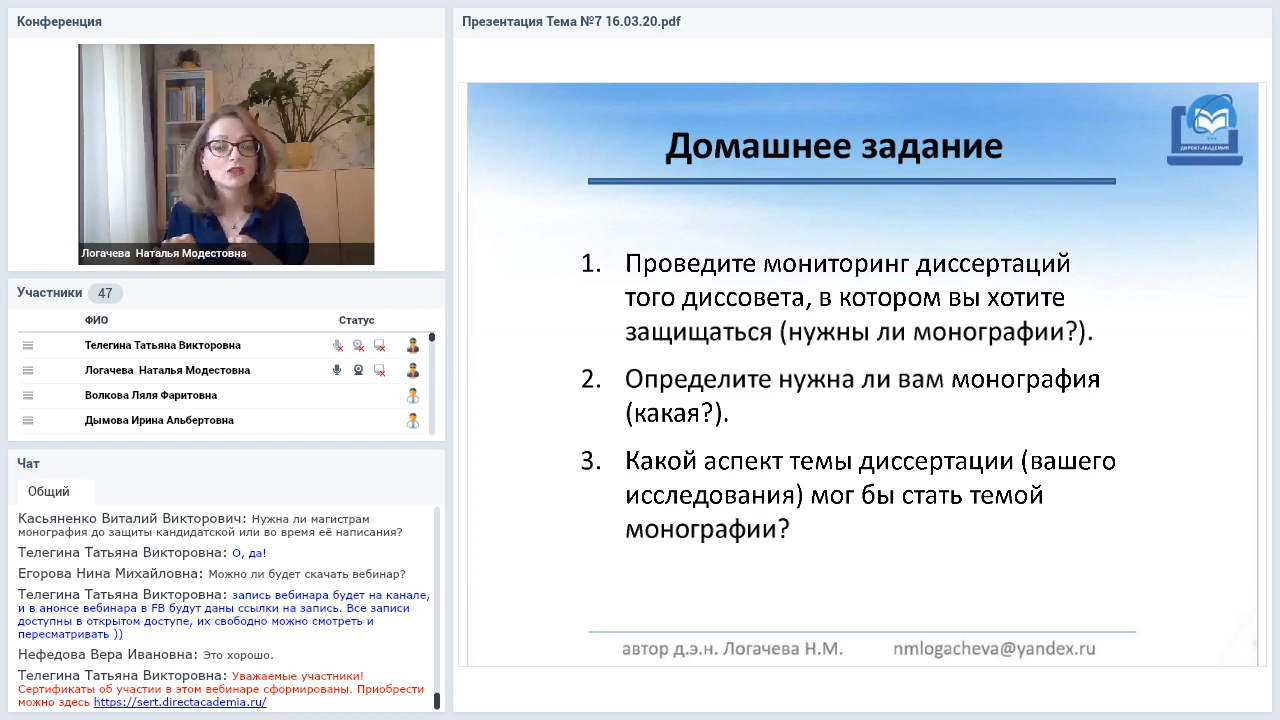 Конференция
Логачева  Наталья Модестовна
Участники 47
ФИО Статус
Телегина Татьяна Викторовна
Логачева  Наталья Модестовна
Волкова Ляля Фаритовна
Дымова Ирина Альбертовна
Чат
Общий
Касьяненко Виталий Викторович: Нужна ли магистрам
монография до защиты кандидатской или во время её написания?
Телегина Татьяна Викторовна: О, да!
Егорова Нина Михайловна: Можно ли будет скачать вебинар?
Телегина Татьяна Викторовна: запись вебинара будет на канале,
и в анонсе вебинара в FB будут даны ссылки на запись. Все записи
доступны в открытом доступе, их свободно можно смотреть и
пересматривать ))
Нефедова Вера Ивановна: Это хорошо.
Телегина Татьяна Викторовна: Уважаемые участники!
Сертификаты об участии в этом вебинаре сформированы. Приобрести
можно здесь https://sert.directacademia.ru/
Презентация Тема №7 16.03.20.pdf
ДИРЕКТ-АКАДЕМИЯ
Домашнее задание
1. Проведите мониторинг диссертаций
того диссовета, в котором вы хотите
защищаться (нужны ли монографии?).
2. Определите нужна ли вам монография
(какая?).
3. Какой аспект темы диссертации (вашего
исследования) мог бы стать темой
монографии?
автор д.э.н. Логачева Н.М. nmlogacheva@yandex.ru